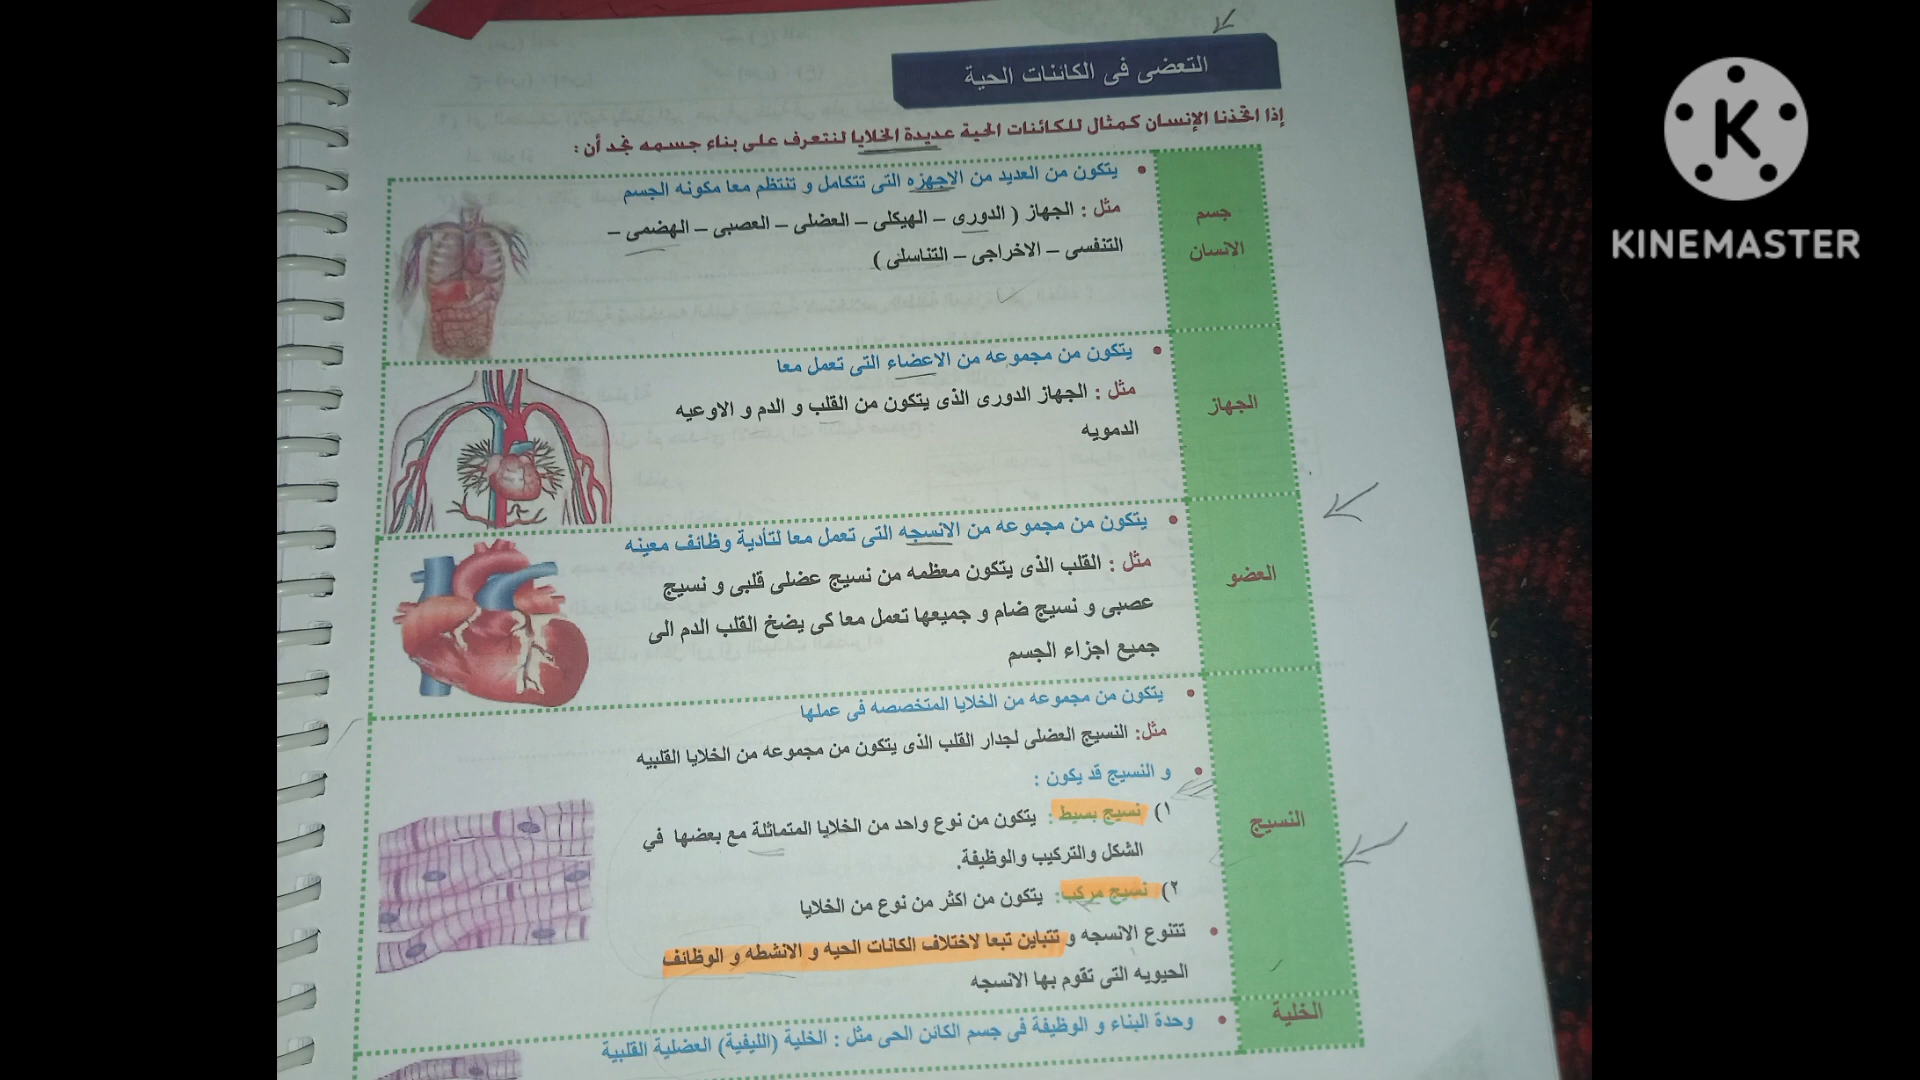 التعضى فى الكائنات الحية
إذا اتخذنا الإنسان كمثال للكائنات الحية عديدة الخلايا لنتعرف على بناء جسمه نجد أن :
جسم
الانسان
يتكون من العديد من الاجهزه التى تتكامل و تنتظم معا مكونه الجسم
مثل : الجهاز ( الدورى – الهيكلى – العضلى – العصبى – الهضمى –
التنفسى – الاخراجى – التناسلى )
الجهاز
يتكون من مجموعه من الاعضاء التى تعمل معا
مثل : الجهاز الدورى الذى يتكون من القلب و الدم و الاوعيه
الدمويه
العضو
يتكون من مجموعه من الانسجه التى تعمل معا لتأدية وظائف معينه
مثل : القلب الذى يتكون معظمه من نسيج عضلى قلبى و نسيج
عصبى و نسيج ضام و جميعها تعمل معا كى يضخ القلب الدم الى
جميع اجزاء الجسم
النسيج
يتكون من مجموعه من الخلايا المتخصصه فى عملها
مثل: النسيج العضلى لجدار القلب الذى يتكون من مجموعه من الخلايا القلبيه
و النسيج قد يكون :
١) نسيج بسيط : يتكون من نوع واحد من الخلايا المتماثلة مع بعضها في
الشكل والتركيب والوظيفة.
٢) نسيج مركب: يتكون من اكثر من نوع من الخلايا
تتنوع الانسجه و تتباين تبعا لاختلاف الكانات الحيه و الانشطه و الوظائف
الحيويه التى تقوم بها الانسجه
الخلية
وحدة البناء و الوظيفة فى جسم الكائن الحى مثل : الخلية (الليفية) العضلية القلبية
K
KINEMASTER